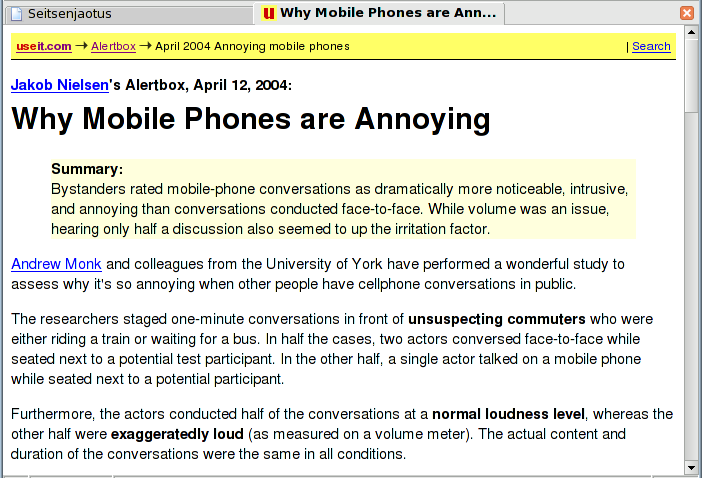 Seitsenjaotus
u Why Mobile Phones are Ann...
useit.com → Alertbox → April 2004 Annoying mobile phones | Search
Jakob Nielsen's Alertbox, April 12, 2004:
Why Mobile Phones are Annoying
Summary:
Bystanders rated mobile-phone conversations as dramatically more noticeable, intrusive,
and annoying than conversations conducted face-to-face. While volume was an issue,
hearing only half a discussion also seemed to up the irritation factor.
Andrew Monk and colleagues from the University of York have performed a wonderful study to
assess why it's so annoying when other people have cellphone conversations in public.
The researchers staged one-minute conversations in front of unsuspecting commuters who were
either riding a train or waiting for a bus. In half the cases, two actors conversed face-to-face while
seated next to a potential test participant. In the other half, a single actor talked on a mobile phone
while seated next to a potential participant.
Furthermore, the actors conducted half of the conversations at a normal loudness level, whereas the
other half were exaggeratedly loud (as measured on a volume meter). The actual content and
duration of the conversations were the same in all conditions.